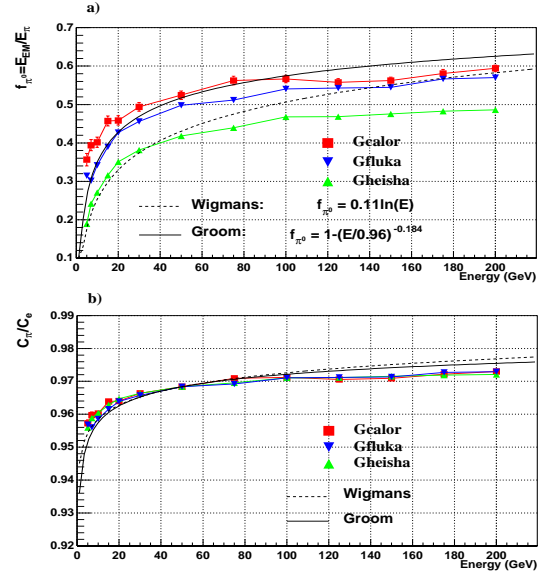 a)
f_π⁰=E_EM/E_π
0.7
0.6
0.5
0.4
0.3
0.2
0.1
Gcalor
Gfluka
Gheisha
Wigmans: f_π⁰ = 0.11ln(E)
Groom: f_π⁰ = 1-(E/0.96)^-0.184
0 20 40 60 80 100 120 140 160 180 200
Energy (GeV)
b)
C_π/C_e
0.99
0.98
0.97
0.96
0.95
0.94
0.93
0.92
Gcalor
Gfluka
Gheisha
Wigmans
Groom
0 20 40 60 80 100 120 140 160 180 200
Energy (GeV)